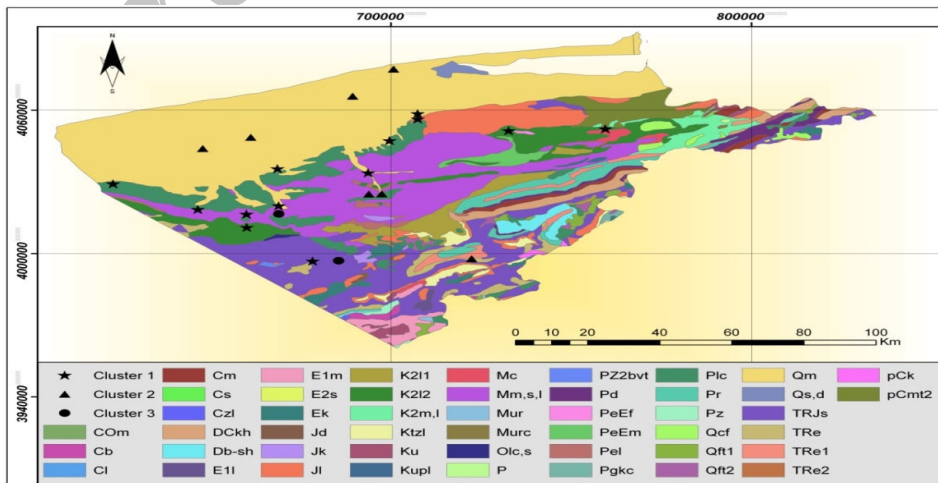 700000 800000
N
S
4060000
4000000
3940000
0 10 20 40 60 80 100
Km
Cluster 1 Cm E1m K2l1 Mc PZ2bvt Plc Qm pCk
Cluster 2 Cs E2s K2l2 Mm,s,l Pd Pr Qs,d pCmt2
Cluster 3 Czl Ek K2m,l Mur PeEf Pz TRJs
COm DCkh Jd Ktzl Murc PeEm Qcf TRe
Cb Db-sh Jk Ku Olc,s Pel Qft1 TRe1
Cl E1l Jl Kupl P Pgkc Qft2 TRe2